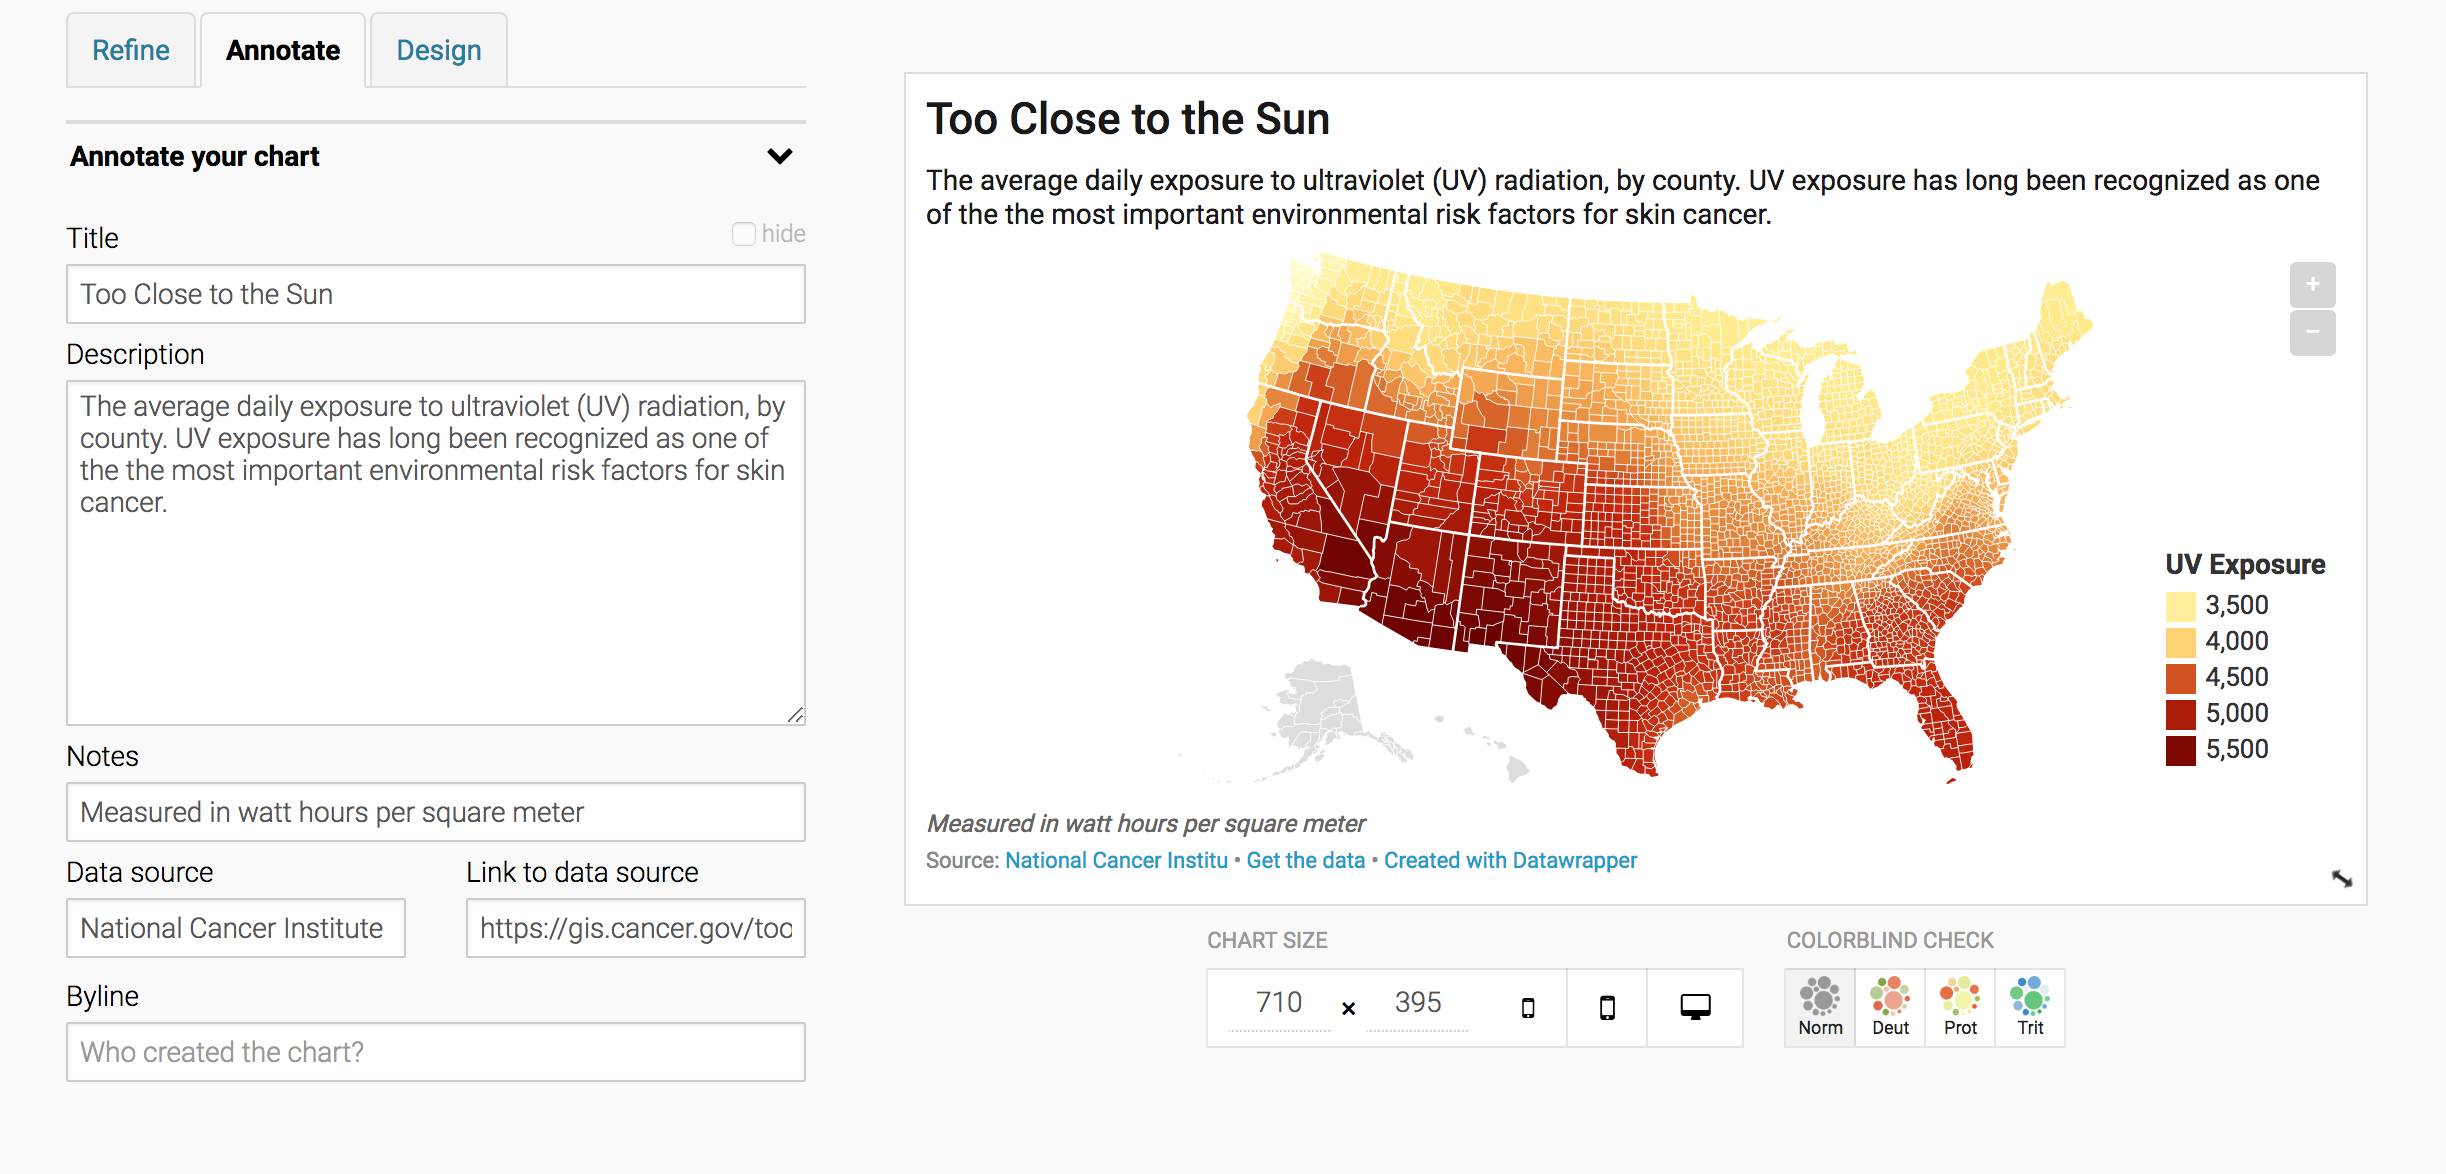 Refine
Annotate
Design
Annotate your chart
Title
hide
Too Close to the Sun
Description
The average daily exposure to ultraviolet (UV) radiation, by
county. UV exposure has long been recognized as one of
the the most important environmental risk factors for skin
cancer.
Notes
Measured in watt hours per square meter
Data source
Link to data source
National Cancer Institute
https://gis.cancer.gov/too
Byline
Who created the chart?
Too Close to the Sun
The average daily exposure to ultraviolet (UV) radiation, by county. UV exposure has long been recognized as one
of the the most important environmental risk factors for skin cancer.
+
−
UV Exposure
3,500
4,000
4,500
5,000
5,500
Measured in watt hours per square meter
Source: National Cancer Institu • Get the data • Created with Datawrapper
CHART SIZE
710 × 395
COLORBLIND CHECK
Norm
Deut
Prot
Trit